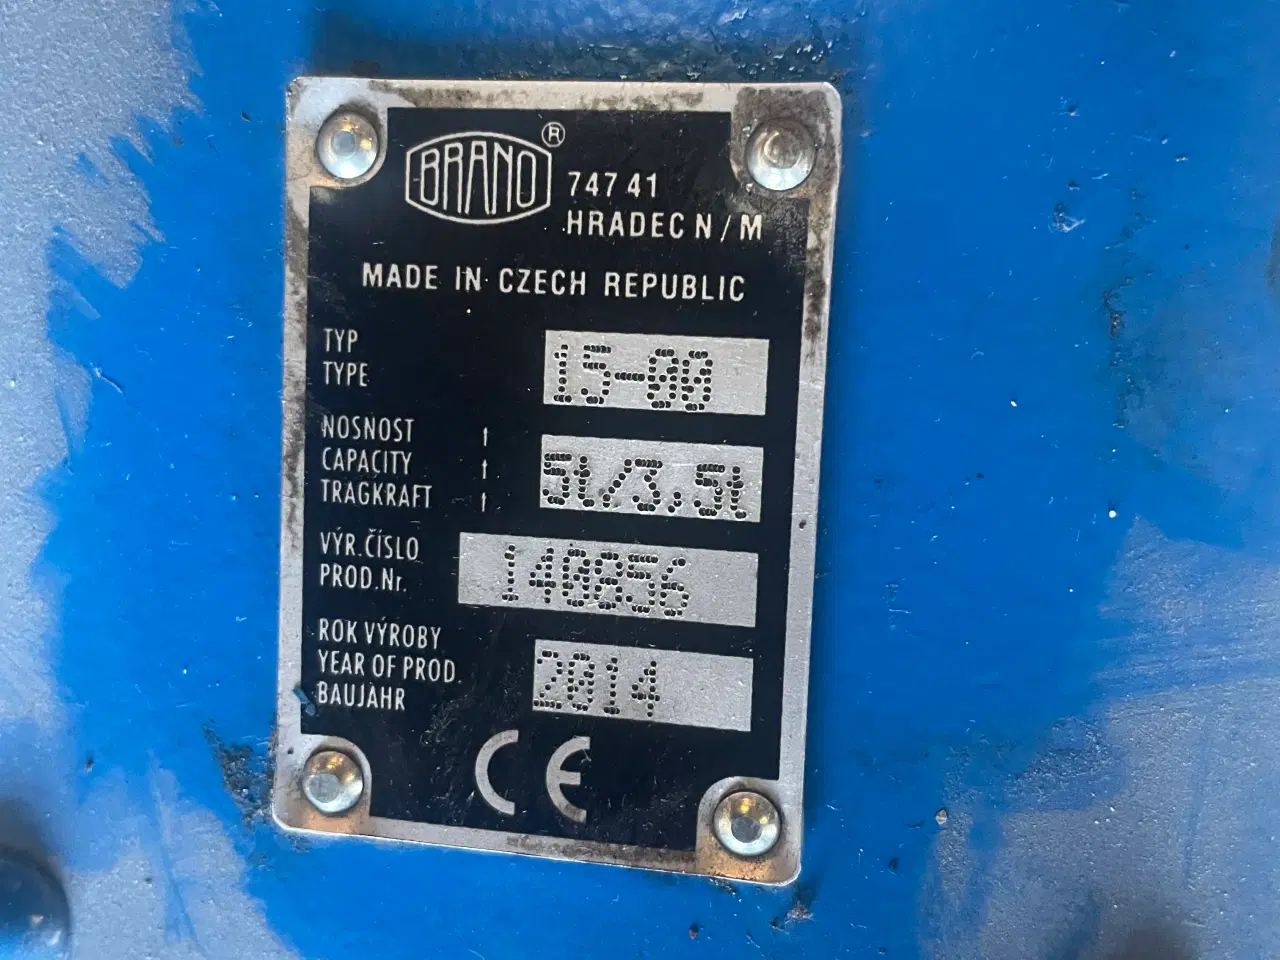 BRANO ®
747 41
HRADEC N/M
MADE IN CZECH REPUBLIC
TYP
TYPE
15-00
NOSNOST ↑
CAPACITY ↑
TRAGKRAFT ↑
5t/3.5t
VÝR.ČÍSLO
PROD.Nr.
140856
ROK VÝROBY
YEAR OF PROD.
BAUJAHR
2014
CE